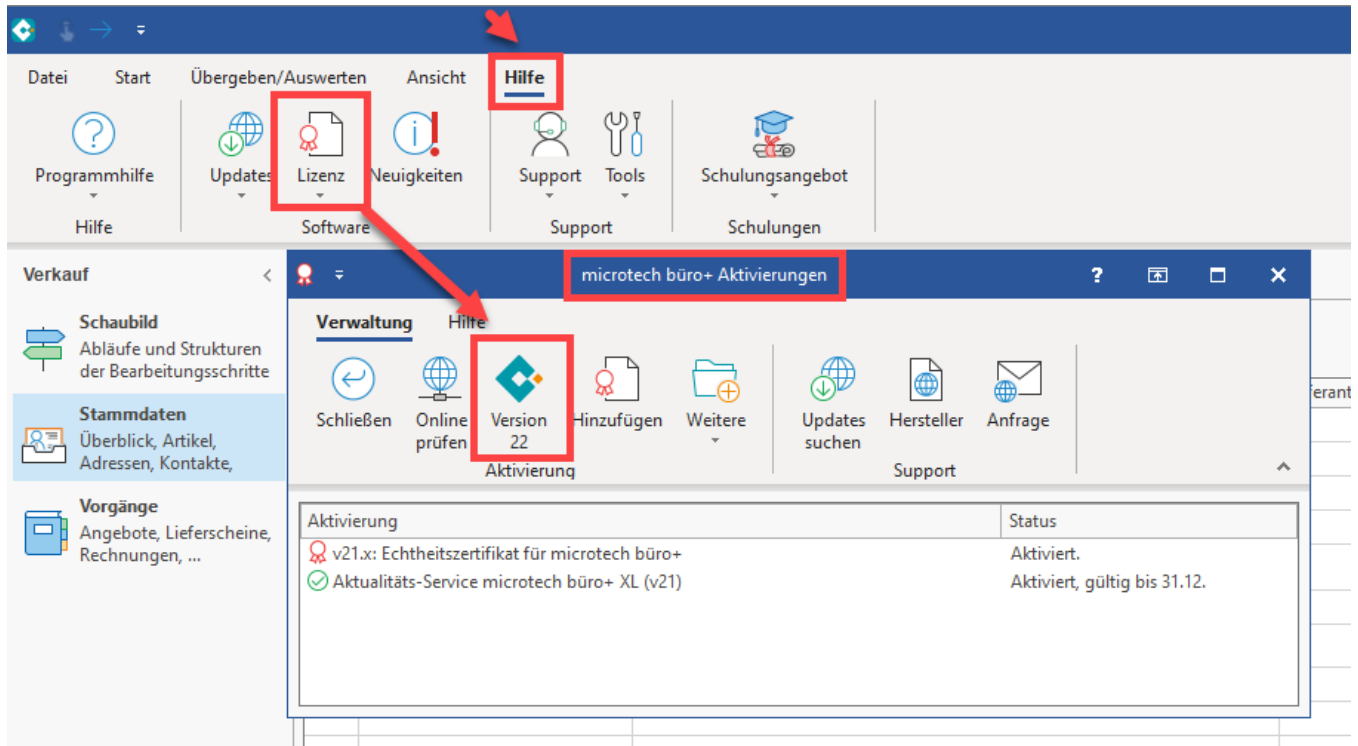 Datei Start Übergeben/Auswerten Ansicht Hilfe
Programmhilfe Updates Lizenz Neuigkeiten Support Tools Schulungsangebot
Hilfe Software Support Schulungen
Verkauf
Schaubild
Abläufe und Strukturen
der Bearbeitungsschritte
Stammdaten
Überblick, Artikel,
Adressen, Kontakte,
Vorgänge
Angebote, Lieferscheine,
Rechnungen, ...
microtech büro+ Aktivierungen
Verwaltung Hilfe
Schließen Online Version Hinzufügen Weitere Updates Hersteller Anfrage
prüfen 22 suchen
Aktivierung Support
Aktivierung Status
v21.x: Echtheitszertifikat für microtech büro+ Aktiviert.
Aktualitäts-Service microtech büro+ XL (v21) Aktiviert, gültig bis 31.12.